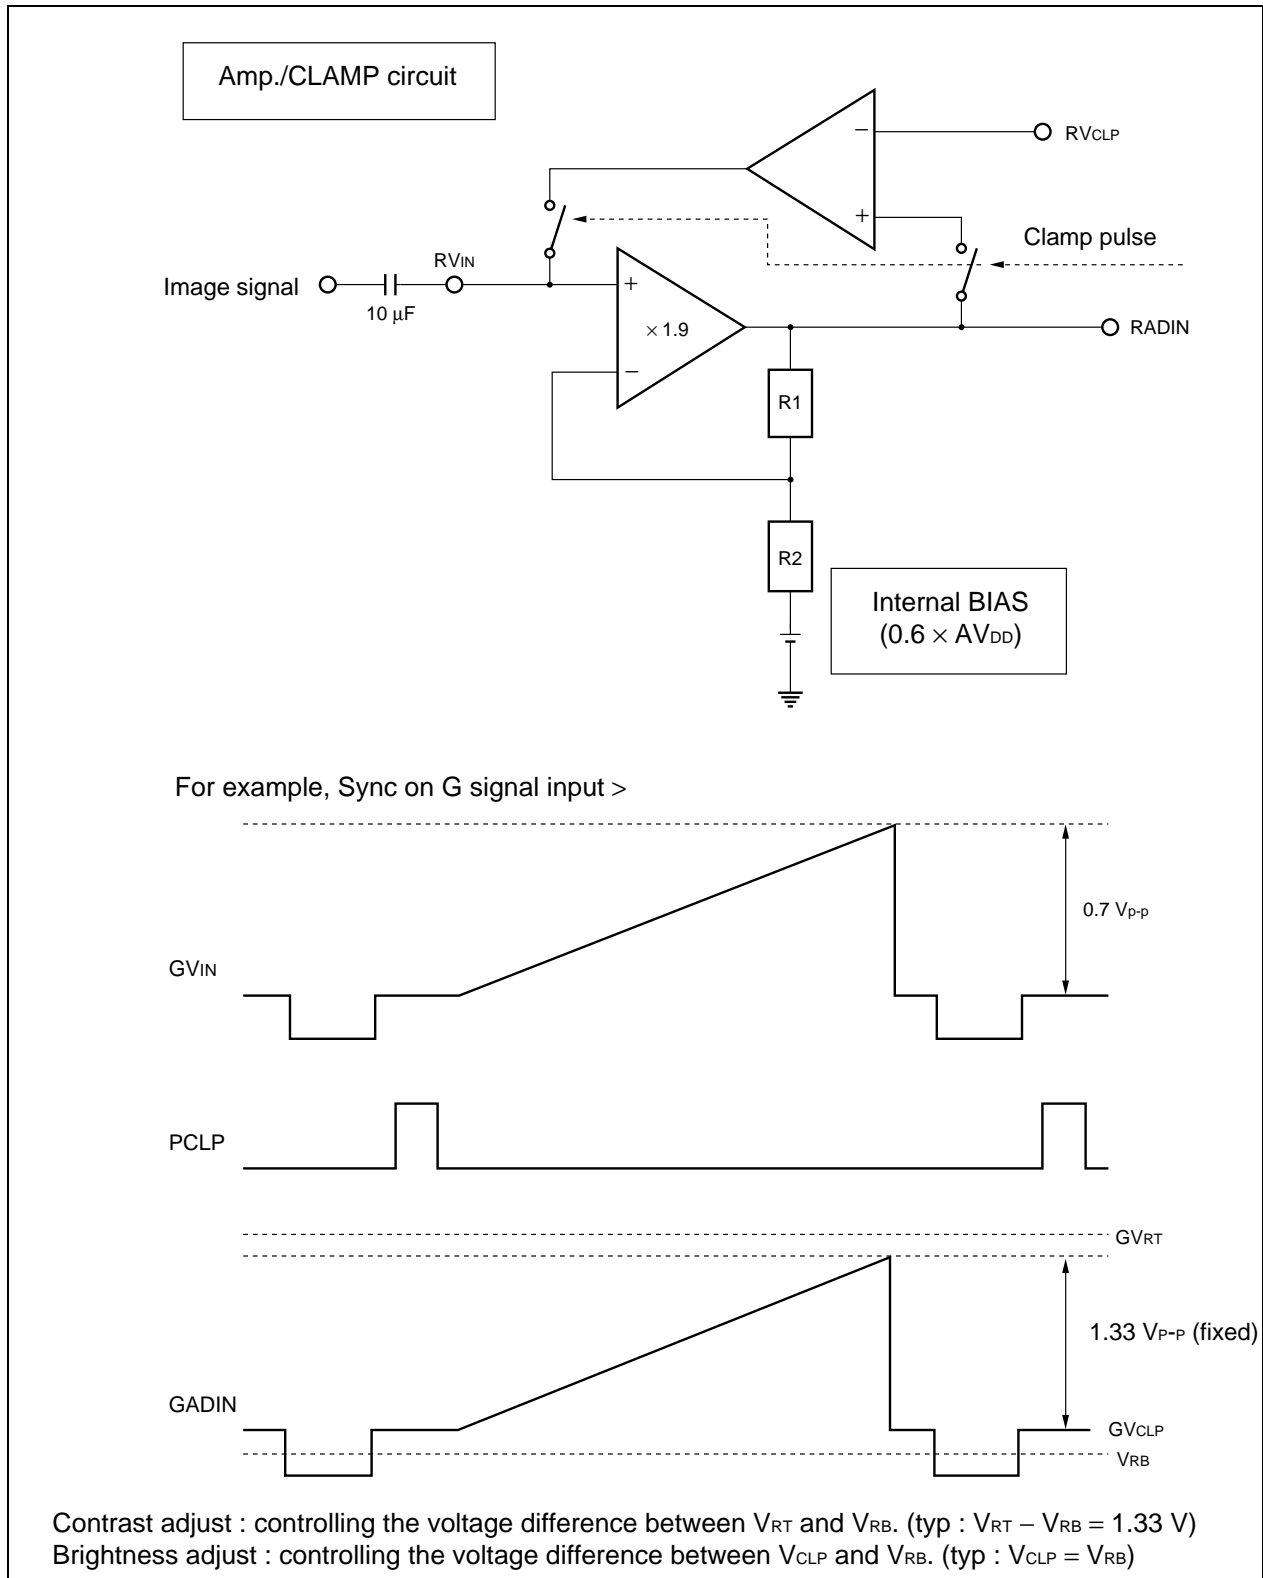 Amp./CLAMP circuit
−
RVCLP
+
Clamp pulse
RVIN
Image signal
10 μF
+
× 1.9
−
RADIN
R1
R2
Internal BIAS
(0.6 × AVDD)
For example, Sync on G signal input >
0.7 Vp-p
GVIN
PCLP
GVRT
1.33 VP-P (fixed)
GADIN
GVCLP
VRB
Contrast adjust : controlling the voltage difference between VRT and VRB. (typ : VRT − VRB = 1.33 V)
Brightness adjust : controlling the voltage difference between VCLP and VRB. (typ : VCLP = VRB)